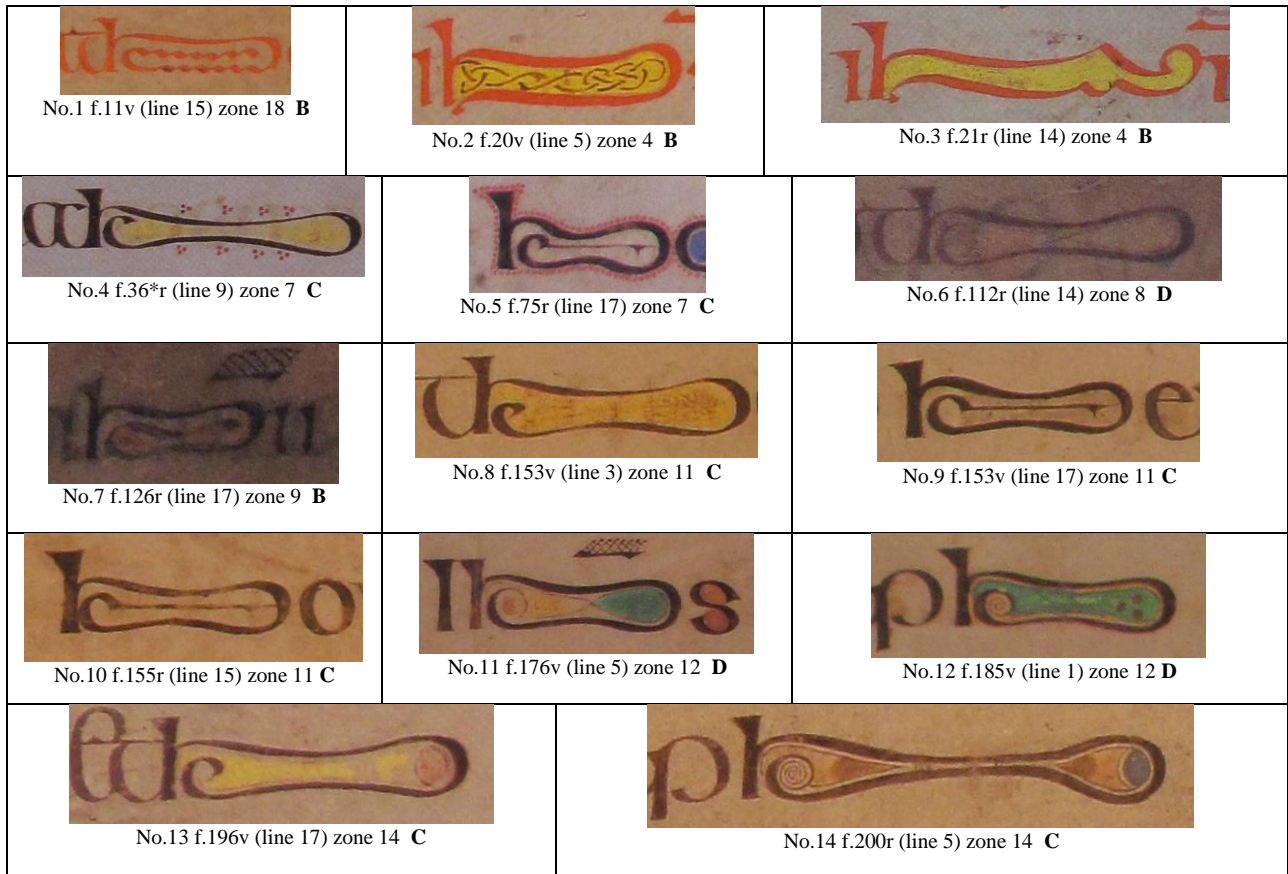 No.1 f.11v (line 15) zone 18 B
No.2 f.20v (line 5) zone 4 B
No.3 f.21r (line 14) zone 4 B
No.4 f.36*r (line 9) zone 7 C
No.5 f.75r (line 17) zone 7 C
No.6 f.112r (line 14) zone 8 D
No.7 f.126r (line 17) zone 9 B
No.8 f.153v (line 3) zone 11 C
No.9 f.153v (line 17) zone 11 C
No.10 f.155r (line 15) zone 11 C
No.11 f.176v (line 5) zone 12 D
No.12 f.185v (line 1) zone 12 D
No.13 f.196v (line 17) zone 14 C
No.14 f.200r (line 5) zone 14 C